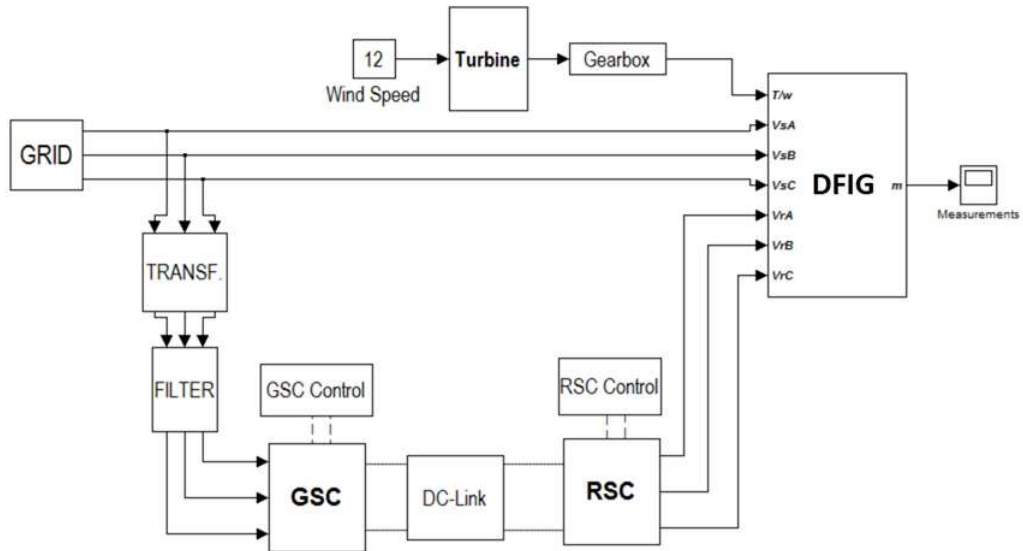 12
Wind Speed
Turbine
Gearbox
GRID
T/w
VsA
VsB
VsC
VrA
VrB
VrC
DFIG
m
Measurements
TRANSF.
FILTER
GSC Control
RSC Control
GSC
DC-Link
RSC